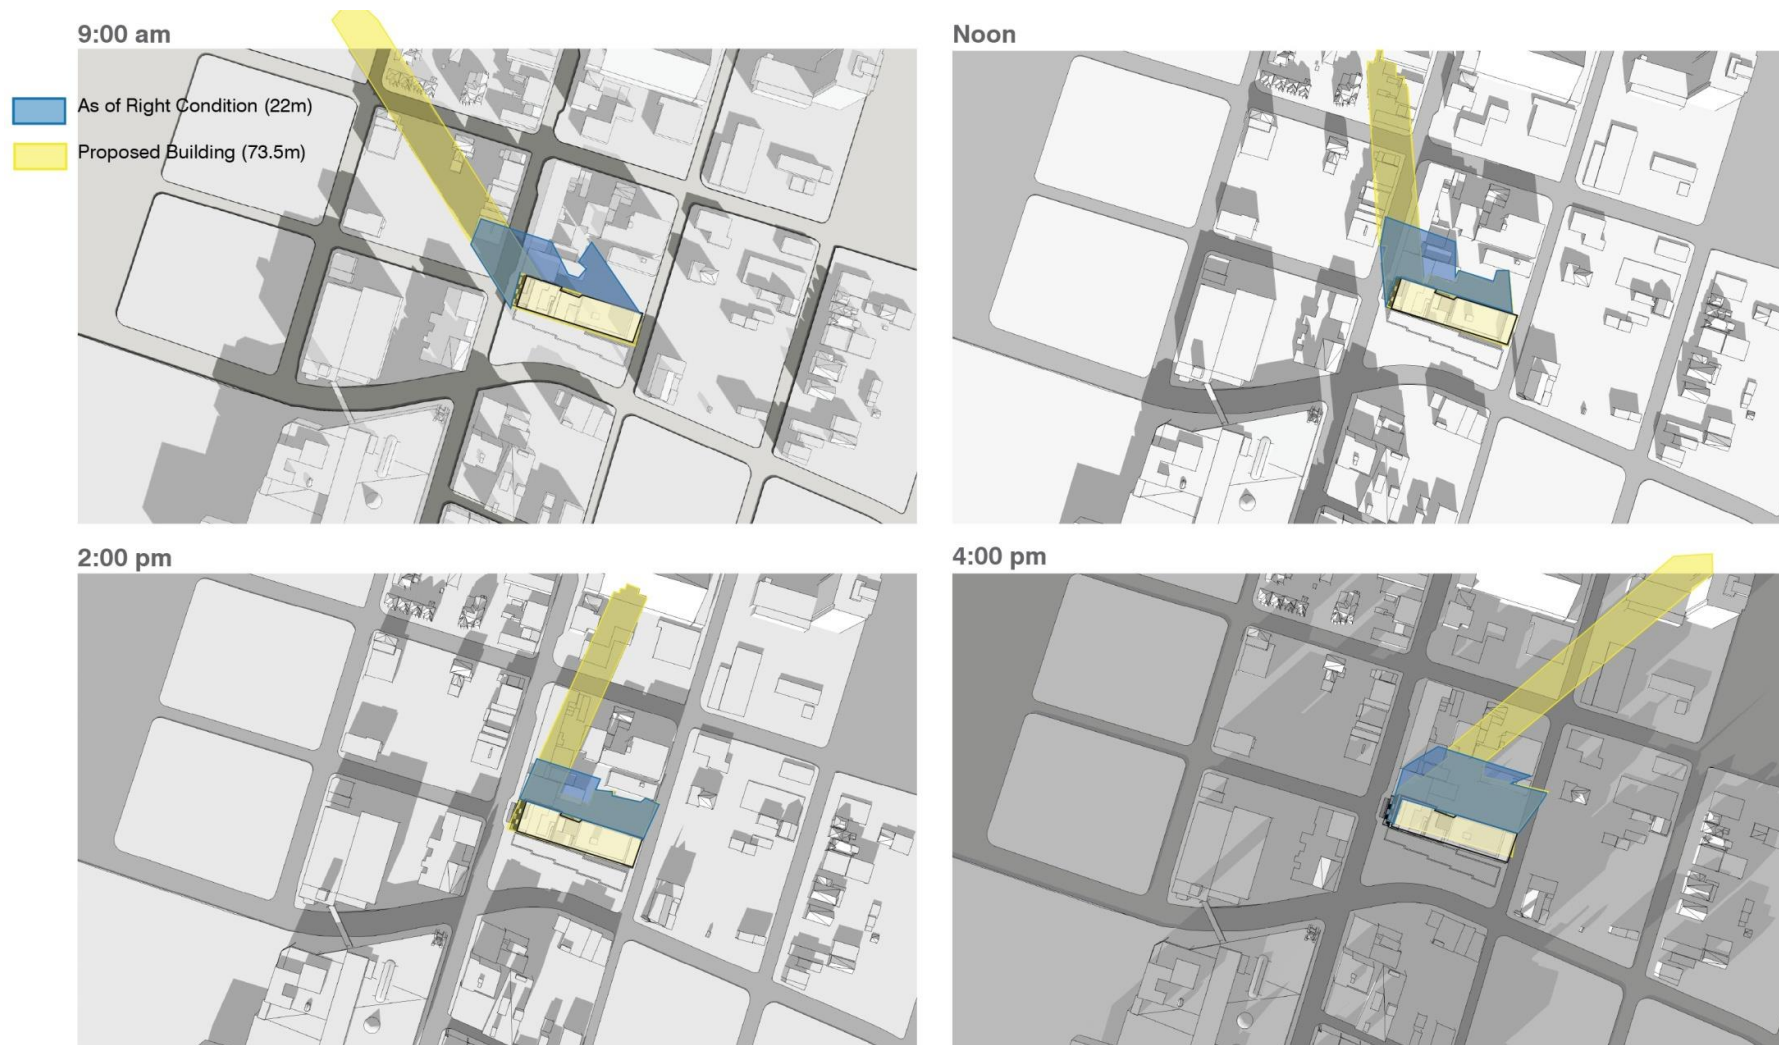 9:00 am
Noon
As of Right Condition (22m)
Proposed Building (73.5m)
2:00 pm
4:00 pm